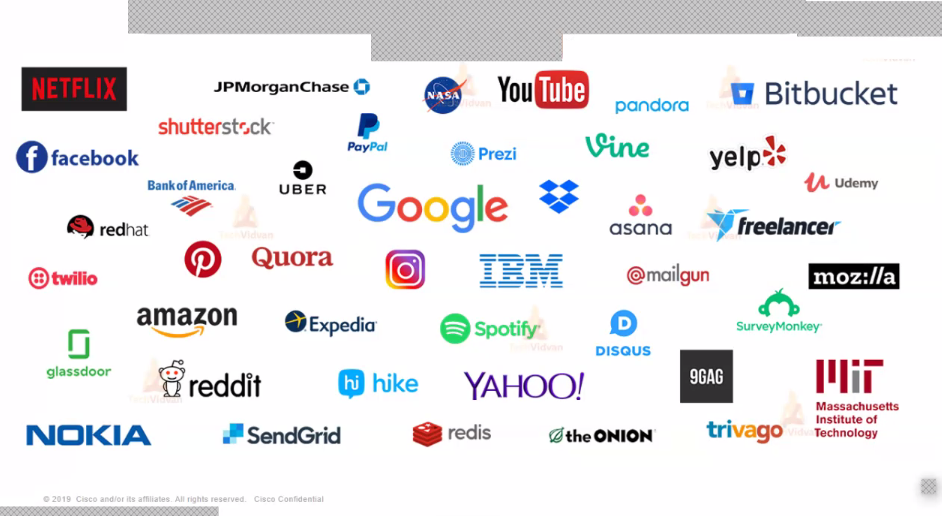 NETFLIX
JPMorganChase
NASA
YouTube
pandora
Bitbucket
shutterstock
PayPal
facebook
Prezi
Vine
yelp
UBER
Bank of America
Google
Udemy
redhat
asana
freelancer
Quora
IBM
twilio
@mailgun
moz://a
amazon
Expedia
Spotify
DISQUS
SurveyMonkey
glassdoor
reddit
hi
hike
YAHOO!
9GAG
MIT
Massachusetts
Institute of
Technology
NOKIA
SendGrid
redis
the ONION
trivago
© 2019 Cisco and/or its affiliates. All rights reserved. Cisco Confidential